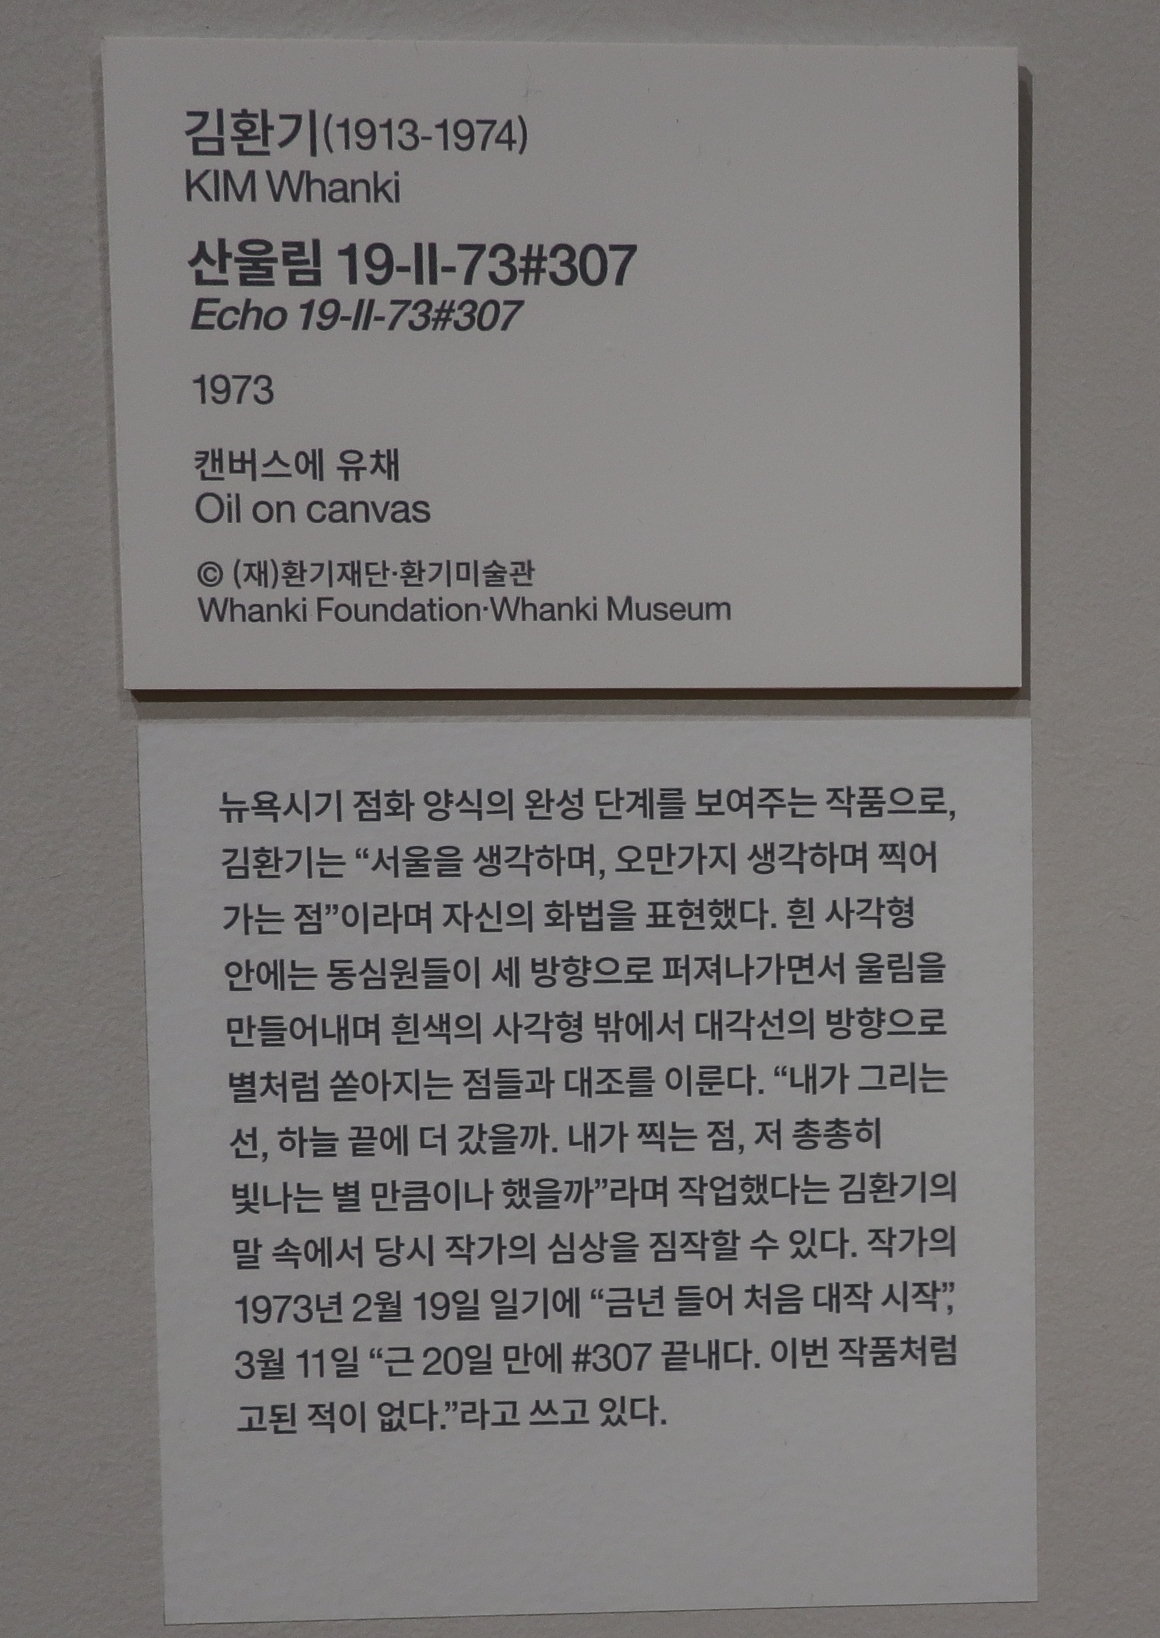 김환기(1913-1974)
KIM Whanki
산울림 19-II-73#307
Echo 19-II-73#307
1973
캔버스에 유채
Oil on canvas
© (재)환기재단·환기미술관
Whanki Foundation·Whanki Museum
뉴욕시기 점화 양식의 완성 단계를 보여주는 작품으로,
김환기는 “서울을 생각하며, 오만가지 생각하며 찍어
가는 점”이라며 자신의 화법을 표현했다. 흰 사각형
안에는 동심원들이 세 방향으로 퍼져나가면서 울림을
만들어내며 흰색의 사각형 밖에서 대각선의 방향으로
별처럼 쏟아지는 점들과 대조를 이룬다. “내가 그리는
선, 하늘 끝에 더 갔을까. 내가 찍는 점, 저 총총히
빛나는 별 만큼이나 했을까”라며 작업했다는 김환기의
말 속에서 당시 작가의 심상을 짐작할 수 있다. 작가의
1973년 2월 19일 일기에 “금년 들어 처음 대작 시작”,
3월 11일 “근 20일 만에 #307 끝내다. 이번 작품처럼
고된 적이 없다.”라고 쓰고 있다.